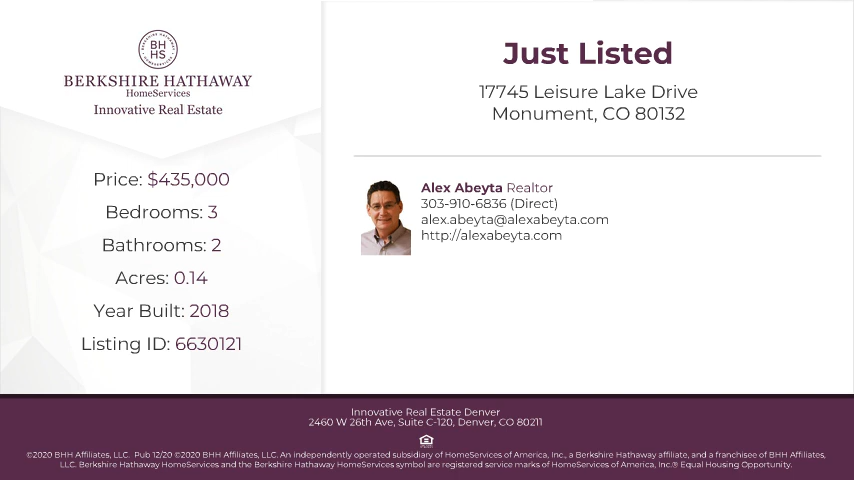 BH
HS
BERKSHIRE HATHAWAY
HomeServices
Innovative Real Estate
Price: $435,000
Bedrooms: 3
Bathrooms: 2
Acres: 0.14
Year Built: 2018
Listing ID: 6630121
Just Listed
17745 Leisure Lake Drive
Monument, CO 80132
Alex Abeyta Realtor
303-910-6836 (Direct)
alex.abeyta@alexabeyta.com
http://alexabeyta.com
Innovative Real Estate Denver
2460 W 26th Ave, Suite C-120, Denver, CO 80211
©2020 BHH Affiliates, LLC. Pub 12/20 ©2020 BHH Affiliates, LLC. An independently operated subsidiary of HomeServices of America, Inc., a Berkshire Hathaway affiliate, and a franchisee of BHH Affiliates,
LLC. Berkshire Hathaway HomeServices and the Berkshire Hathaway HomeServices symbol are registered service marks of HomeServices of America, Inc.® Equal Housing Opportunity.